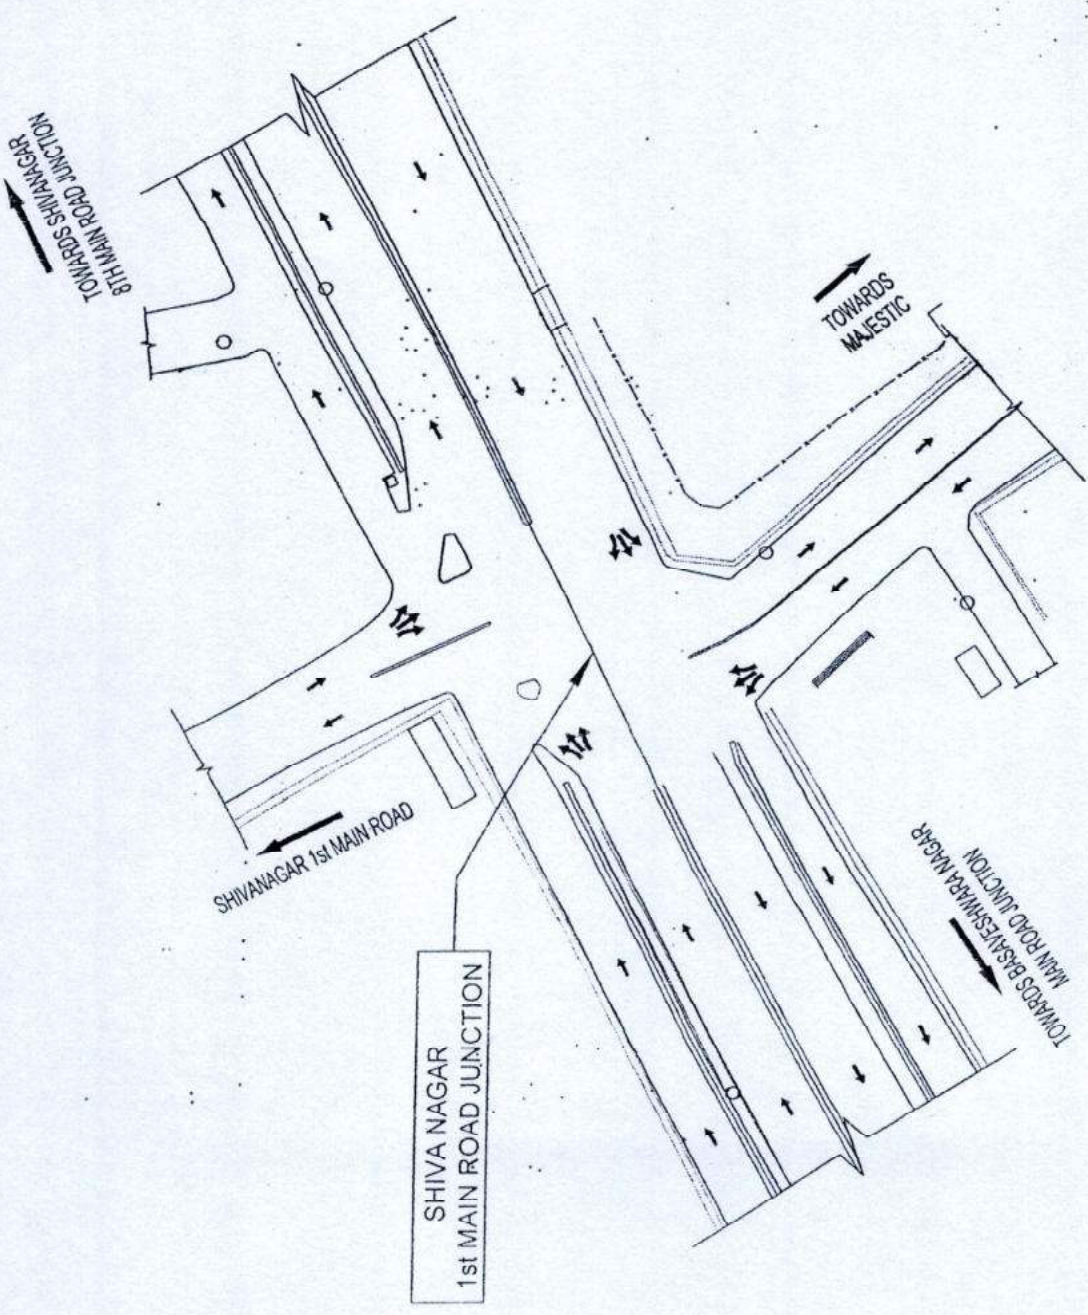 TOWARDS SHIVANAGAR
8TH MAIN ROAD JUNCTION
TOWARDS
MAJESTIC
SHIVANAGAR 1st MAIN ROAD
TOWARDS BASAVESHWARA NAGAR
MAIN ROAD JUNCTION
SHIVA NAGAR
1st MAIN ROAD JUNCTION